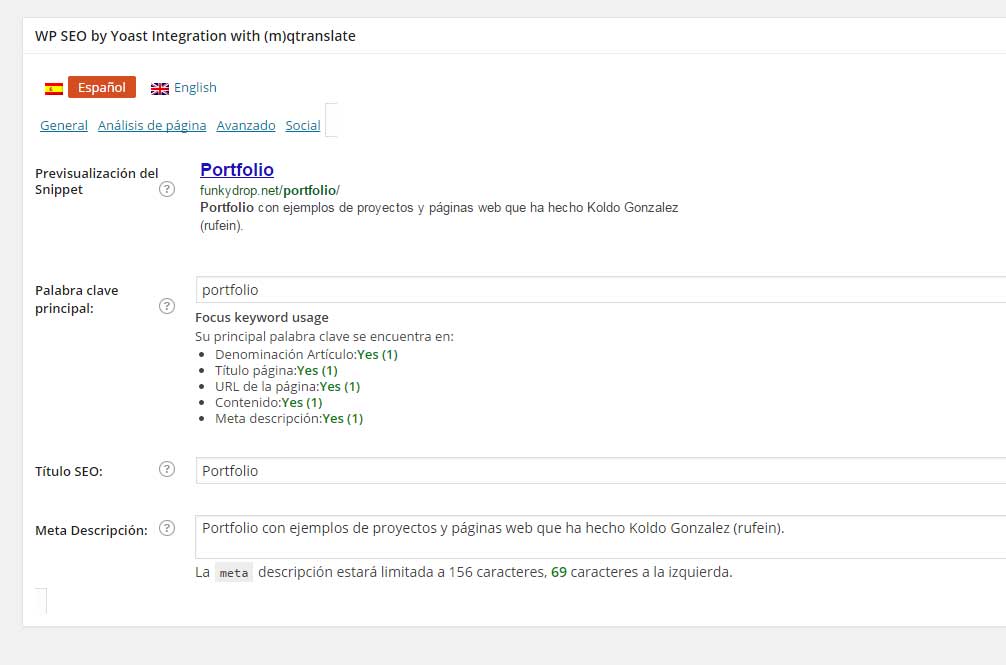 WP SEO by Yoast Integration with (m)qtranslate
Español English
General Análisis de página Avanzado Social
Previsualización del
Snippet ?
Portfolio
funkydrop.net/portfolio/
Portfolio con ejemplos de proyectos y páginas web que ha hecho Koldo Gonzalez
(rufein).
Palabra clave
principal: ?
portfolio
Focus keyword usage
Su principal palabra clave se encuentra en:
• Denominación Artículo:Yes (1)
• Título página:Yes (1)
• URL de la página:Yes (1)
• Contenido:Yes (1)
• Meta descripción:Yes (1)
Título SEO: ? Portfolio
Meta Descripción: ? Portfolio con ejemplos de proyectos y páginas web que ha hecho Koldo Gonzalez (rufein).
La meta descripción estará limitada a 156 caracteres, 69 caracteres a la izquierda.